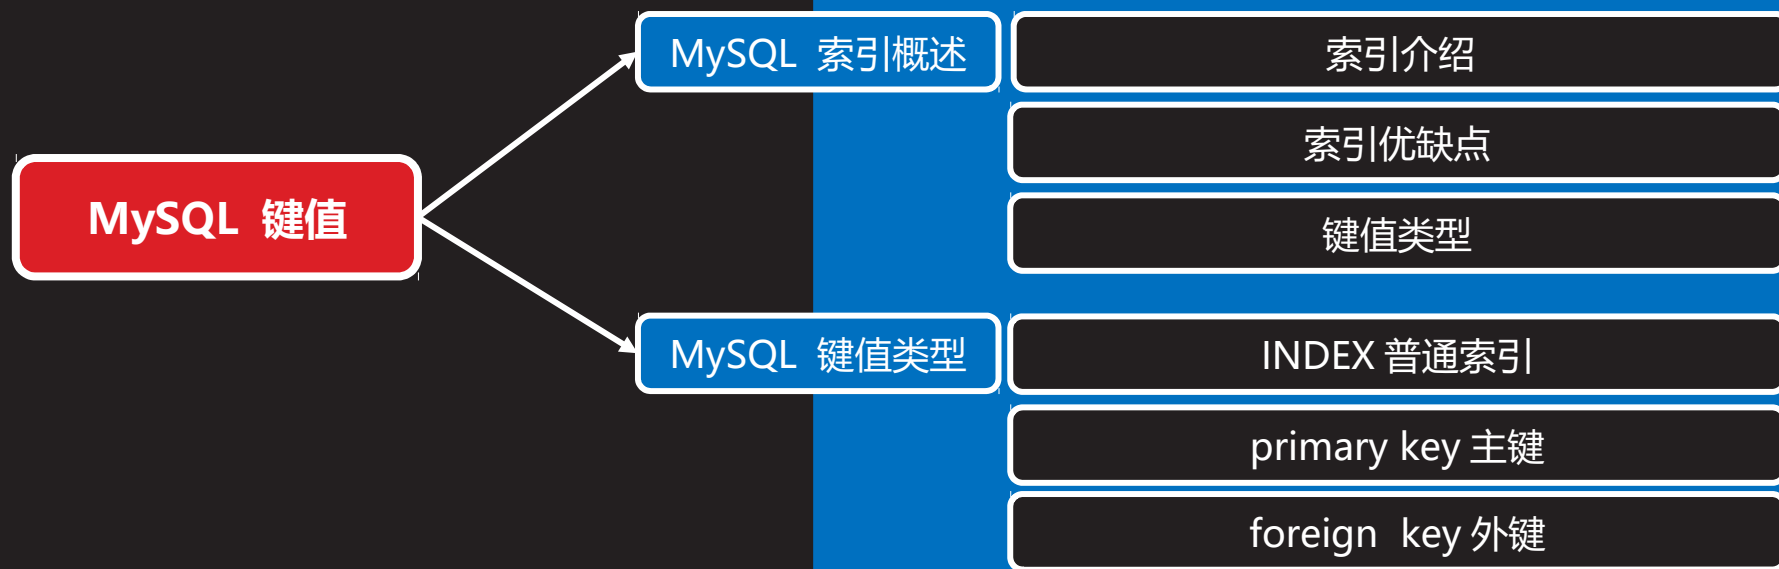 MySQL 键值
MySQL 索引概述
索引介绍
索引优缺点
键值类型
MySQL 键值类型
INDEX 普通索引
primary key 主键
foreign key 外键